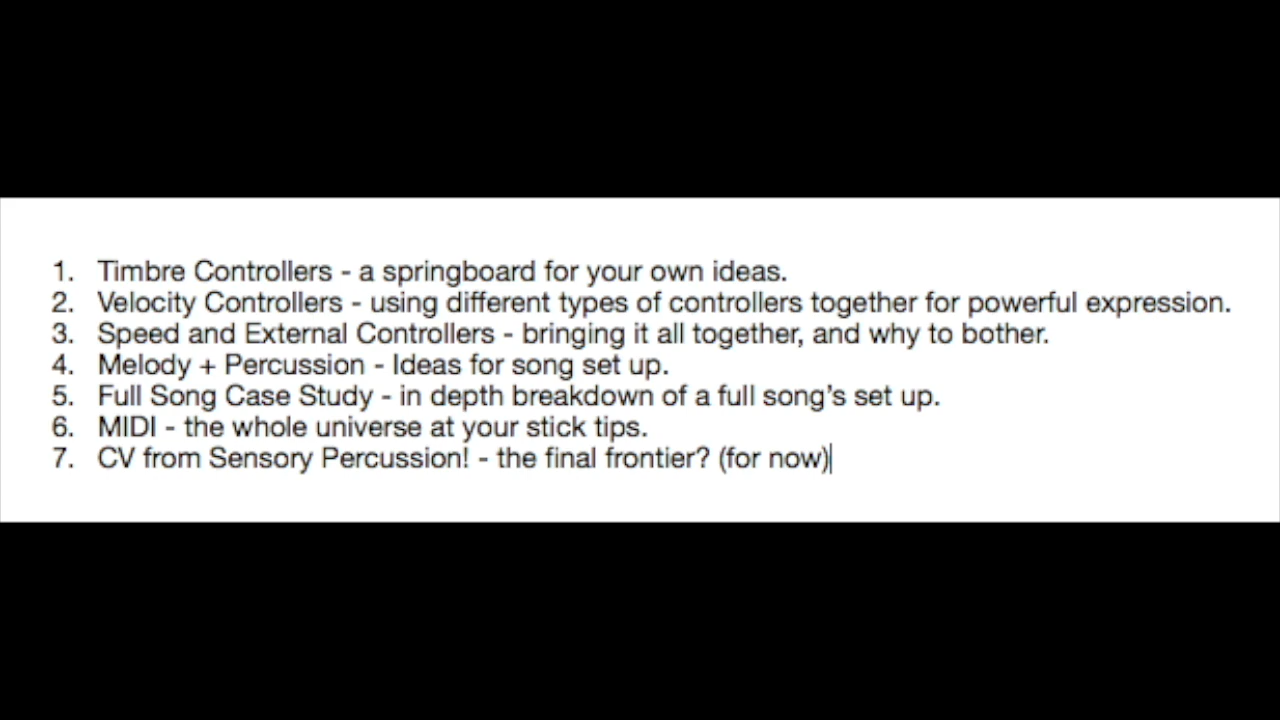 1. Timbre Controllers - a springboard for your own ideas.
2. Velocity Controllers - using different types of controllers together for powerful expression.
3. Speed and External Controllers - bringing it all together, and why to bother.
4. Melody + Percussion - Ideas for song set up.
5. Full Song Case Study - in depth breakdown of a full song's set up.
6. MIDI - the whole universe at your stick tips.
7. CV from Sensory Percussion! - the final frontier? (for now)